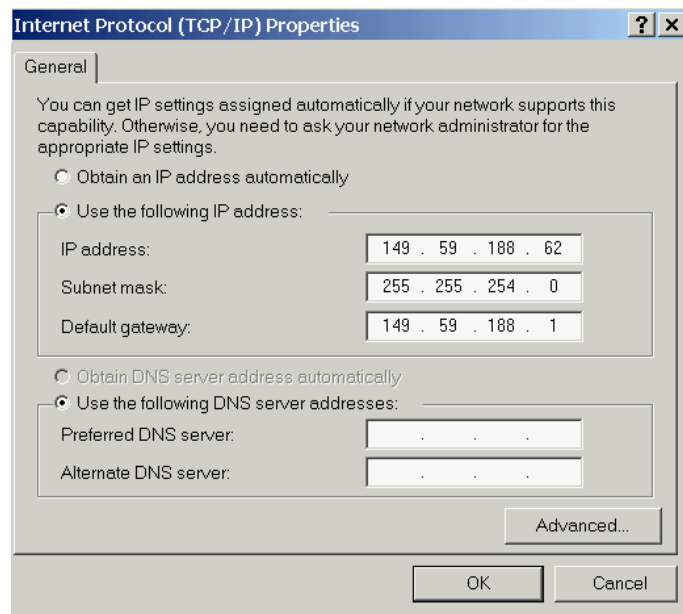 Internet Protocol (TCP/IP) Properties
General
You can get IP settings assigned automatically if your network supports this
capability. Otherwise, you need to ask your network administrator for the
appropriate IP settings.
Obtain an IP address automatically
Use the following IP address:
IP address: 149 . 59 . 188 . 62
Subnet mask: 255 . 255 . 254 . 0
Default gateway: 149 . 59 . 188 . 1
Obtain DNS server address automatically
Use the following DNS server addresses:
Preferred DNS server: . . .
Alternate DNS server: . . .
Advanced...
OK Cancel